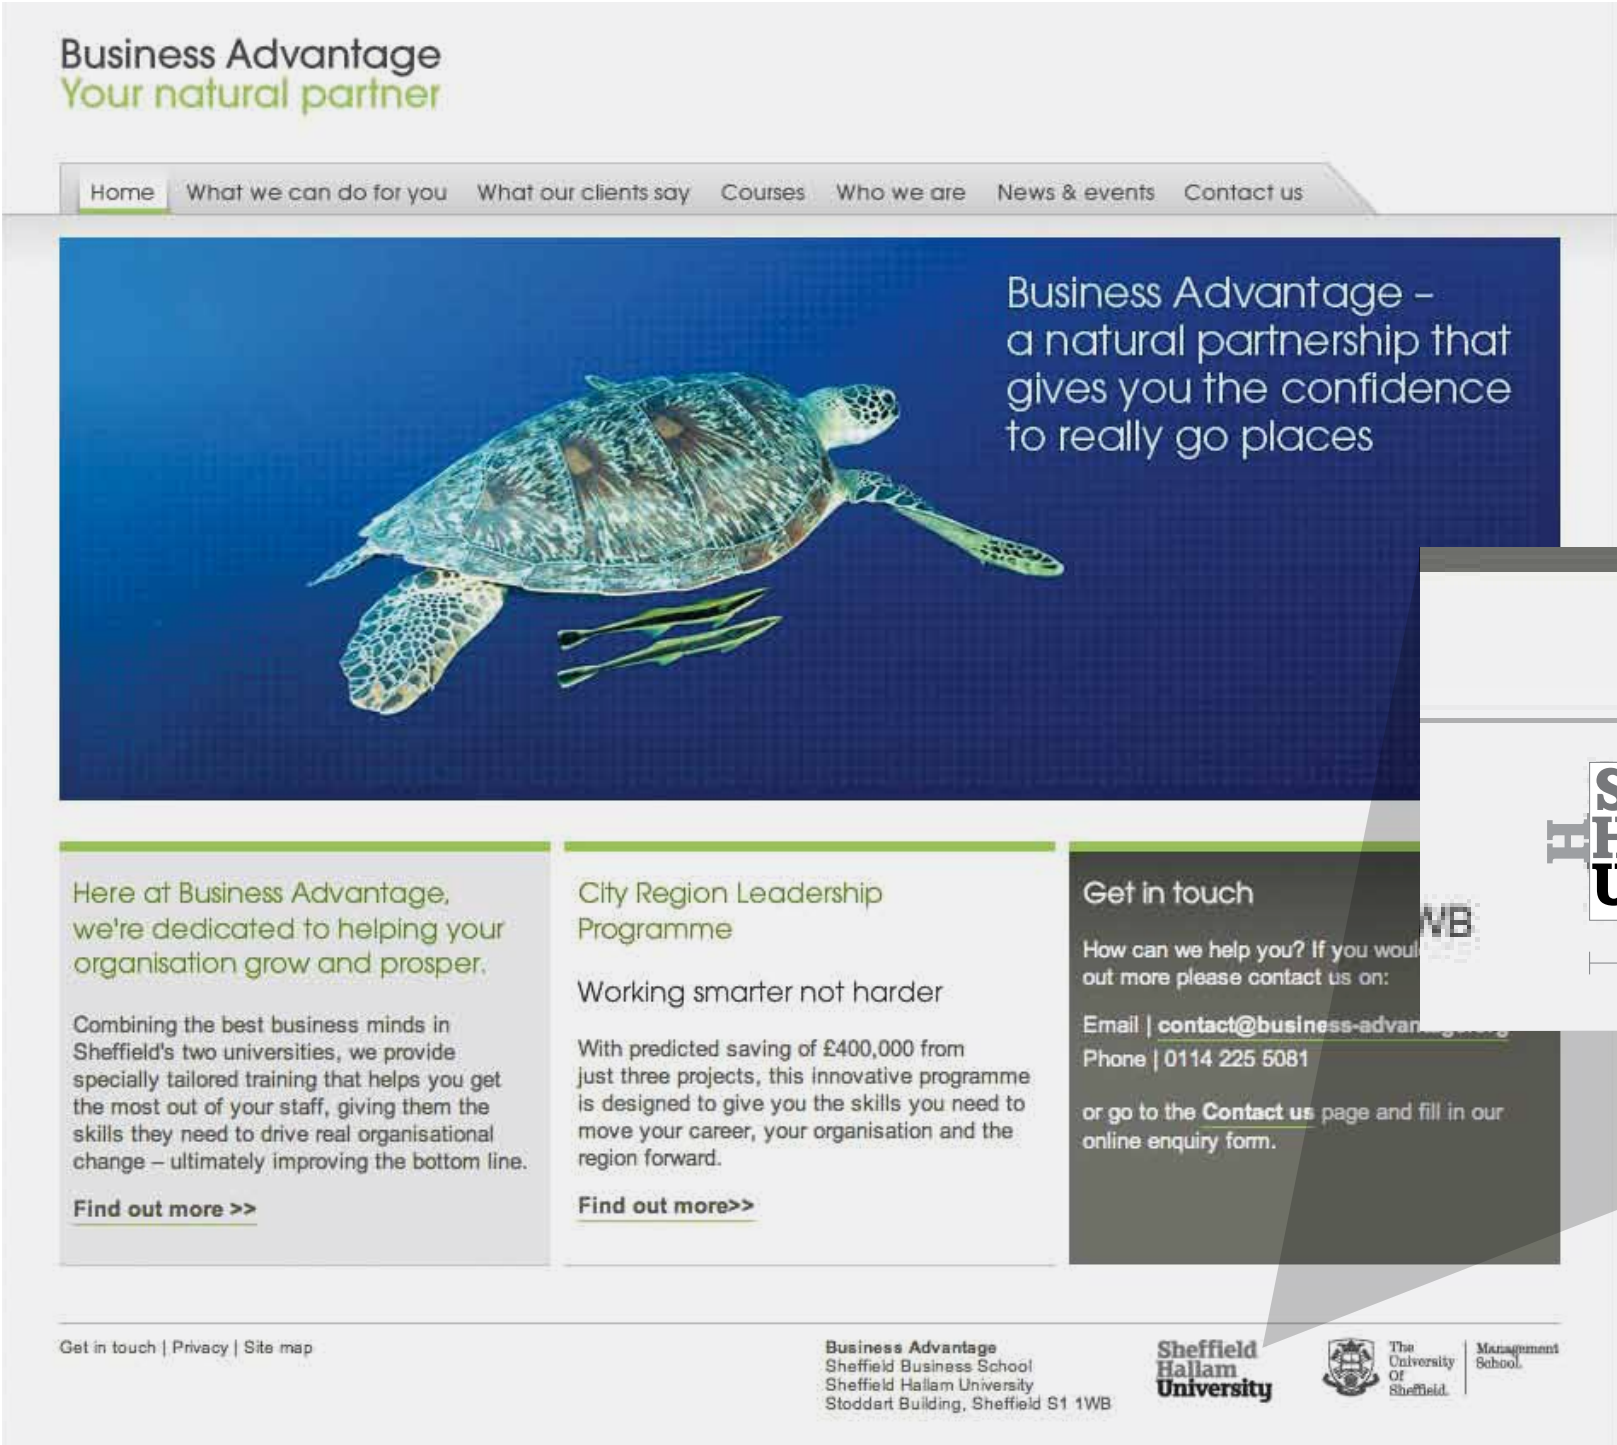 Business Advantage
Your natural partner
Home What we can do for you What our clients say Courses Who we are News & events Contact us
Business Advantage –
a natural partnership that
gives you the confidence
to really go places
Here at Business Advantage,
we're dedicated to helping your
organisation grow and prosper.
Combining the best business minds in
Sheffield's two universities, we provide
specially tailored training that helps you get
the most out of your staff, giving them the
skills they need to drive real organisational
change – ultimately improving the bottom line.
Find out more >>
City Region Leadership
Programme
Working smarter not harder
With predicted saving of £400,000 from
just three projects, this innovative programme
is designed to give you the skills you need to
move your career, your organisation and the
region forward.
Find out more>>
Get in touch
How can we help you? If you woul
out more please contact us on:
Email | contact@business-advan
Phone | 0114 225 5081
or go to the Contact us page and fill in our
online enquiry form.
WB
H
S
H
U
Get in touch | Privacy | Site map
Business Advantage
Sheffield Business School
Sheffield Hallam University
Stoddart Building, Sheffield S1 1WB
Sheffield
Hallam
University
The
University
Of
Sheffield.
Management
School.